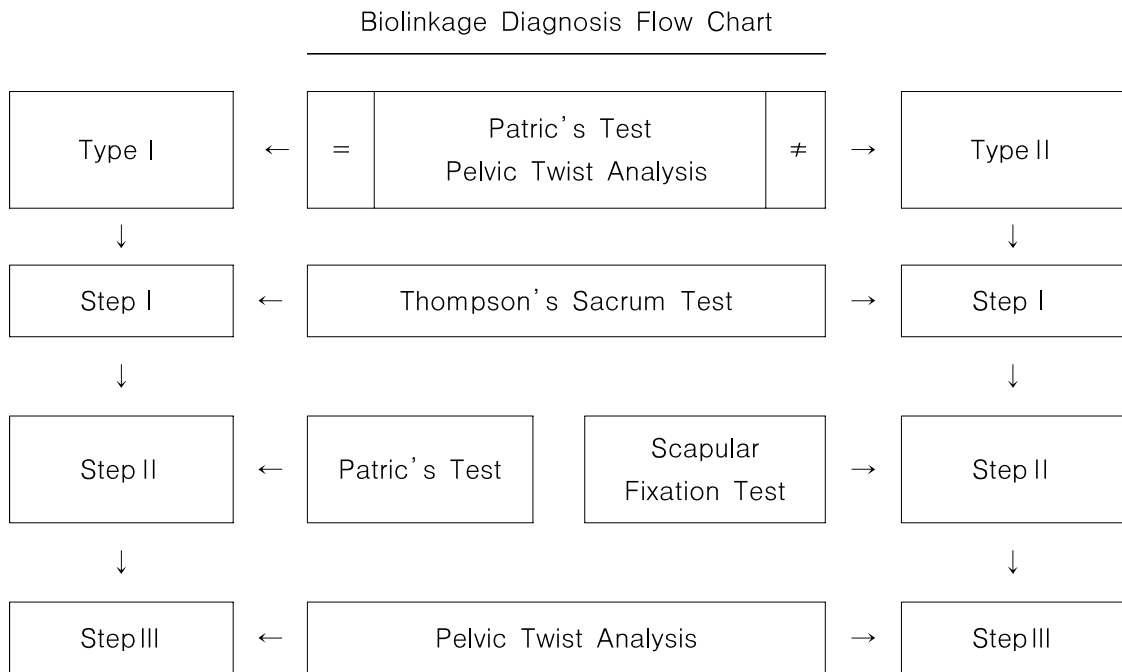 Biolinkage Diagnosis Flow Chart
Type Ⅰ ← = Patric's Test ≠ → Type Ⅱ
Pelvic Twist Analysis
↓ ↓
Step Ⅰ ← Thompson's Sacrum Test → Step Ⅰ
↓ ↓
Step Ⅱ ← Patric's Test Scapular → Step Ⅱ
Fixation Test
↓ ↓
Step Ⅲ ← Pelvic Twist Analysis → Step Ⅲ